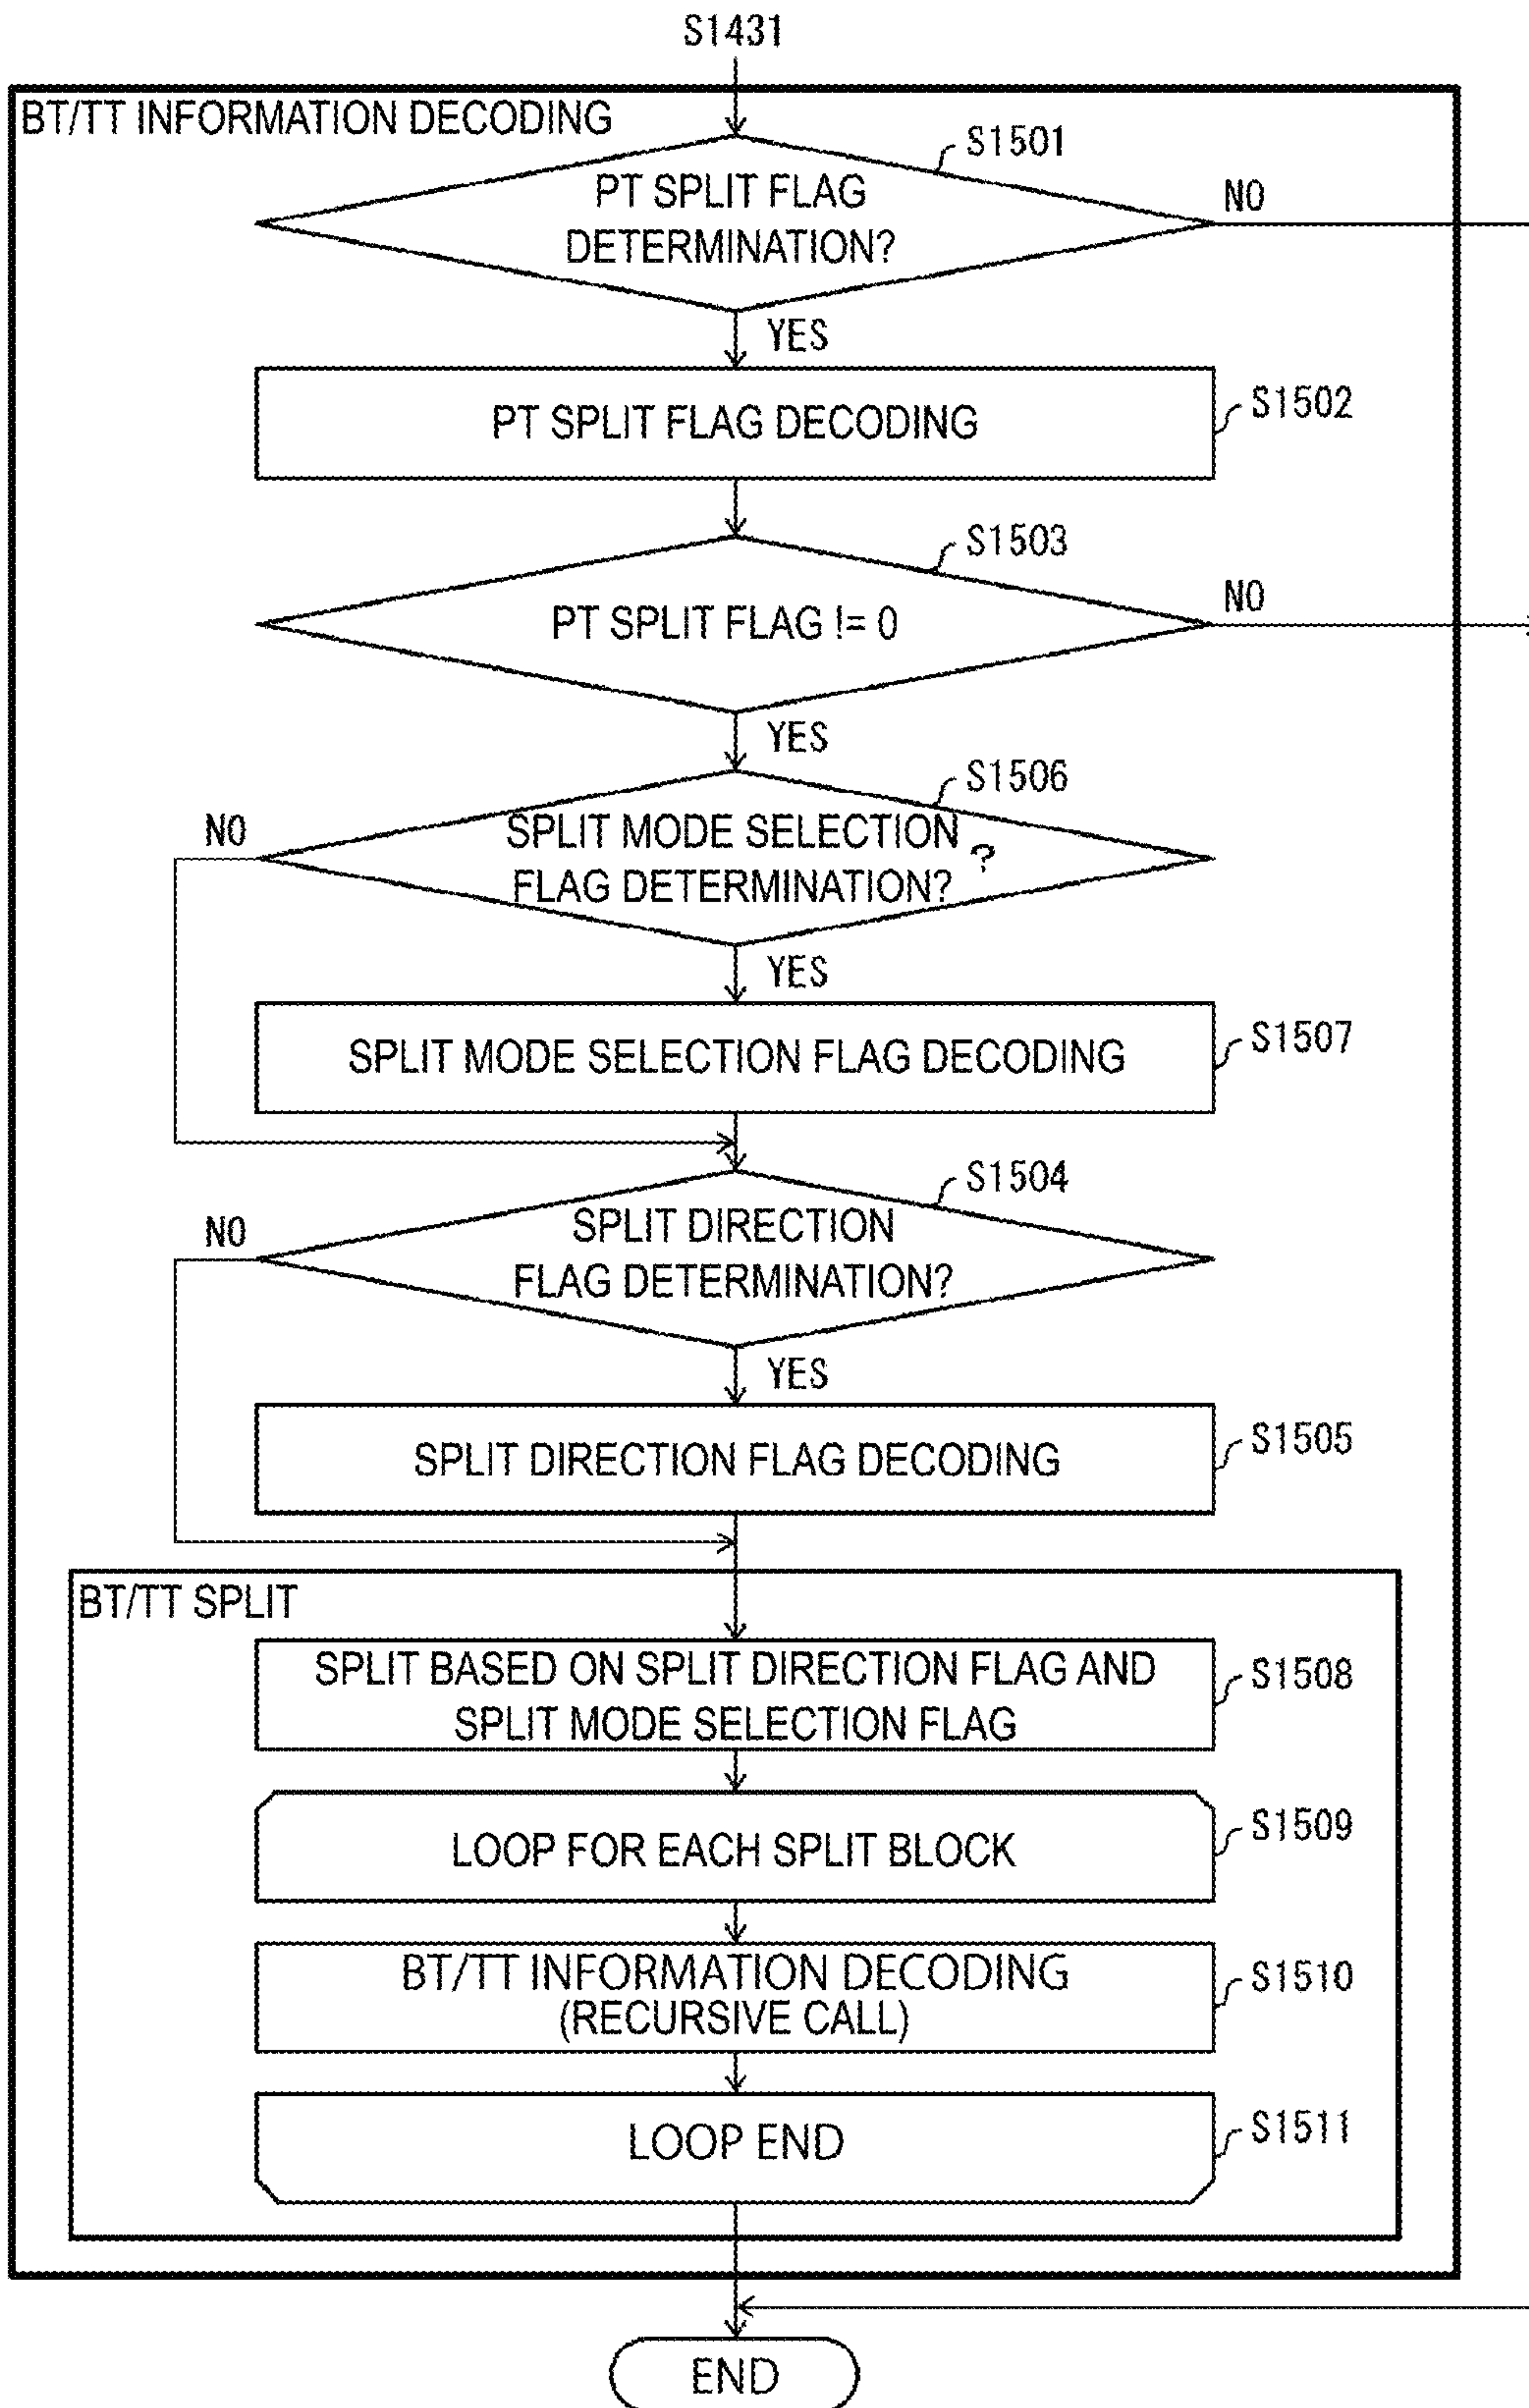 S1431
BT/TT INFORMATION DECODING
S1501
PT SPLIT FLAG
DETERMINATION?
NO
YES
PT SPLIT FLAG DECODING
S1502
S1503
PT SPLIT FLAG != 0
NO
YES
S1506
NO
SPLIT MODE SELECTION
FLAG DETERMINATION?
?
YES
SPLIT MODE SELECTION FLAG DECODING
S1507
S1504
NO
SPLIT DIRECTION
FLAG DETERMINATION?
YES
SPLIT DIRECTION FLAG DECODING
S1505
BT/TT SPLIT
SPLIT BASED ON SPLIT DIRECTION FLAG AND
SPLIT MODE SELECTION FLAG
S1508
LOOP FOR EACH SPLIT BLOCK
S1509
BT/TT INFORMATION DECODING
(RECURSIVE CALL)
S1510
LOOP END
S1511
END